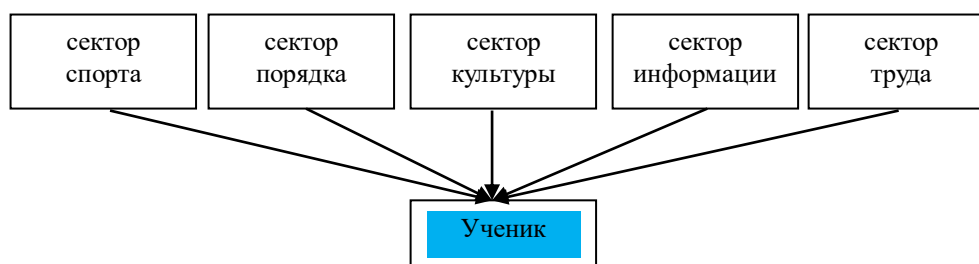 сектор
спорта
сектор
порядка
сектор
культуры
сектор
информации
сектор
труда
Ученик